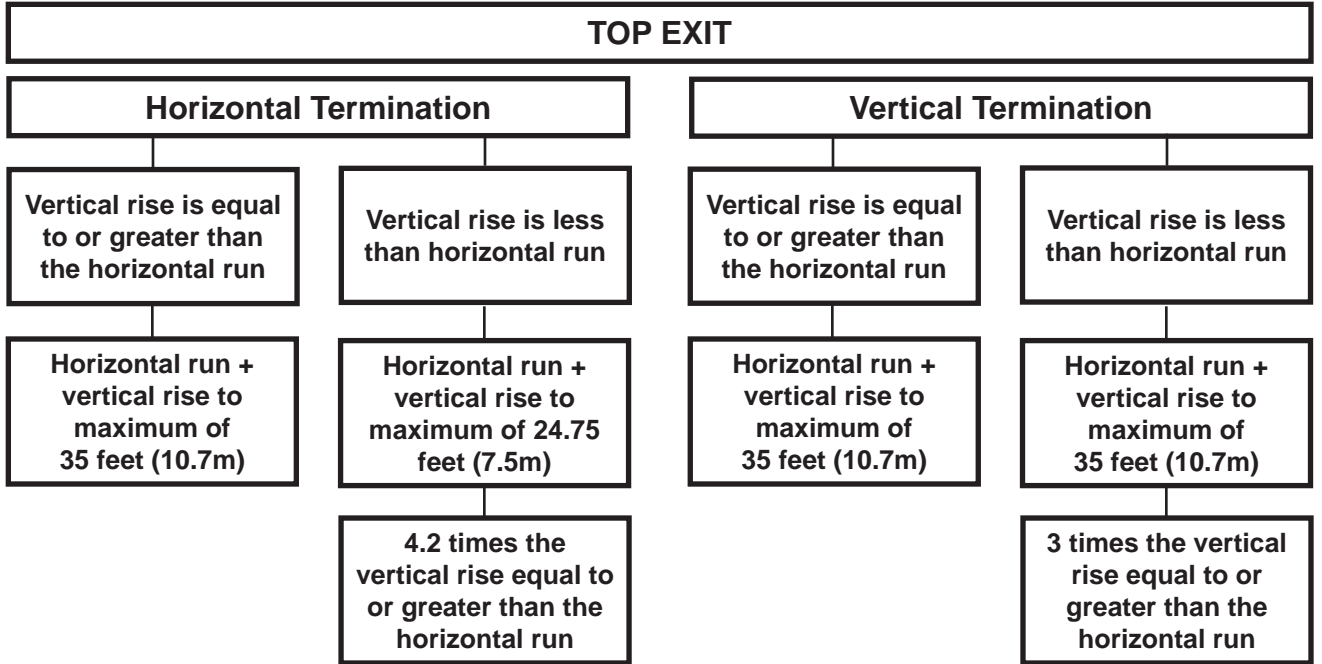 TOP EXIT
Horizontal Termination
Vertical rise is equal
to or greater than
the horizontal run
Horizontal run +
vertical rise to
maximum of
35 feet (10.7m)
Vertical rise is less
than horizontal run
Horizontal run +
vertical rise to
maximum of 24.75
feet (7.5m)
4.2 times the
vertical rise equal to
or greater than the
horizontal run
Vertical Termination
Vertical rise is equal
to or greater than
the horizontal run
Horizontal run +
vertical rise to
maximum of
35 feet (10.7m)
Vertical rise is less
than horizontal run
Horizontal run +
vertical rise to
maximum of
35 feet (10.7m)
3 times the vertical
rise equal to or
greater than the
horizontal run